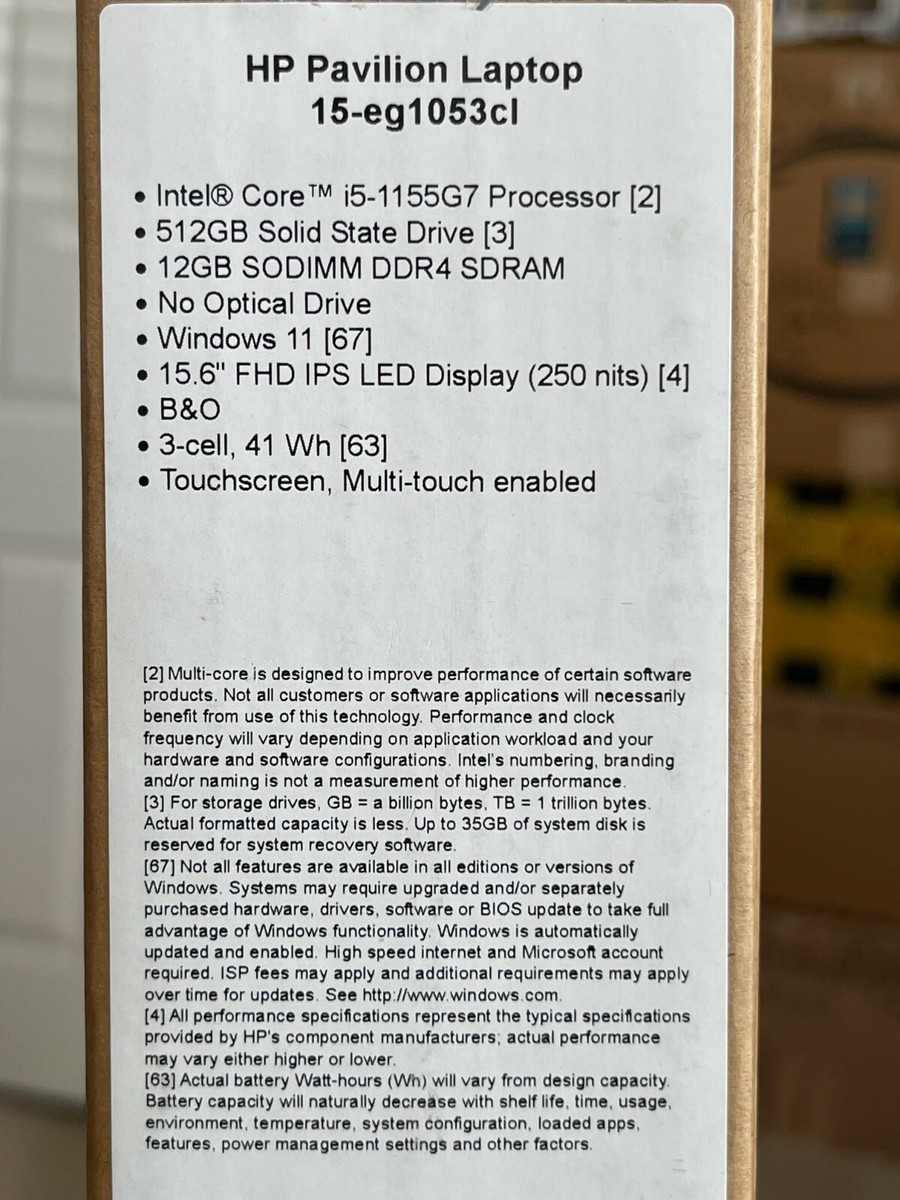 HP Pavilion Laptop
15-eg1053cl
• Intel® Core™ i5-1155G7 Processor [2]
• 512GB Solid State Drive [3]
• 12GB SODIMM DDR4 SDRAM
• No Optical Drive
• Windows 11 [67]
• 15.6" FHD IPS LED Display (250 nits) [4]
• B&O
• 3-cell, 41 Wh [63]
• Touchscreen, Multi-touch enabled
[2] Multi-core is designed to improve performance of certain software
products. Not all customers or software applications will necessarily
benefit from use of this technology. Performance and clock
frequency will vary depending on application workload and your
hardware and software configurations. Intel's numbering, branding
and/or naming is not a measurement of higher performance.
[3] For storage drives, GB = a billion bytes, TB = 1 trillion bytes.
Actual formatted capacity is less. Up to 35GB of system disk is
reserved for system recovery software.
[67] Not all features are available in all editions or versions of
Windows. Systems may require upgraded and/or separately
purchased hardware, drivers, software or BIOS update to take full
advantage of Windows functionality. Windows is automatically
updated and enabled. High speed internet and Microsoft account
required. ISP fees may apply and additional requirements may apply
over time for updates. See http://www.windows.com.
[4] All performance specifications represent the typical specifications
provided by HP's component manufacturers; actual performance
may vary either higher or lower.
[63] Actual battery Watt-hours (Wh) will vary from design capacity.
Battery capacity will naturally decrease with shelf life, time, usage,
environment, temperature, system configuration, loaded apps,
features, power management settings and other factors.